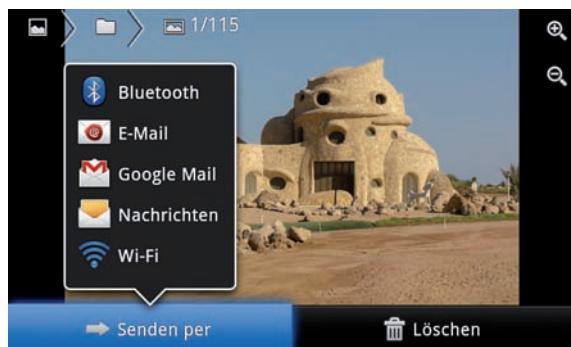 1/115
Bluetooth
E-Mail
Google Mail
Nachrichten
Wi-Fi
Senden per
Löschen